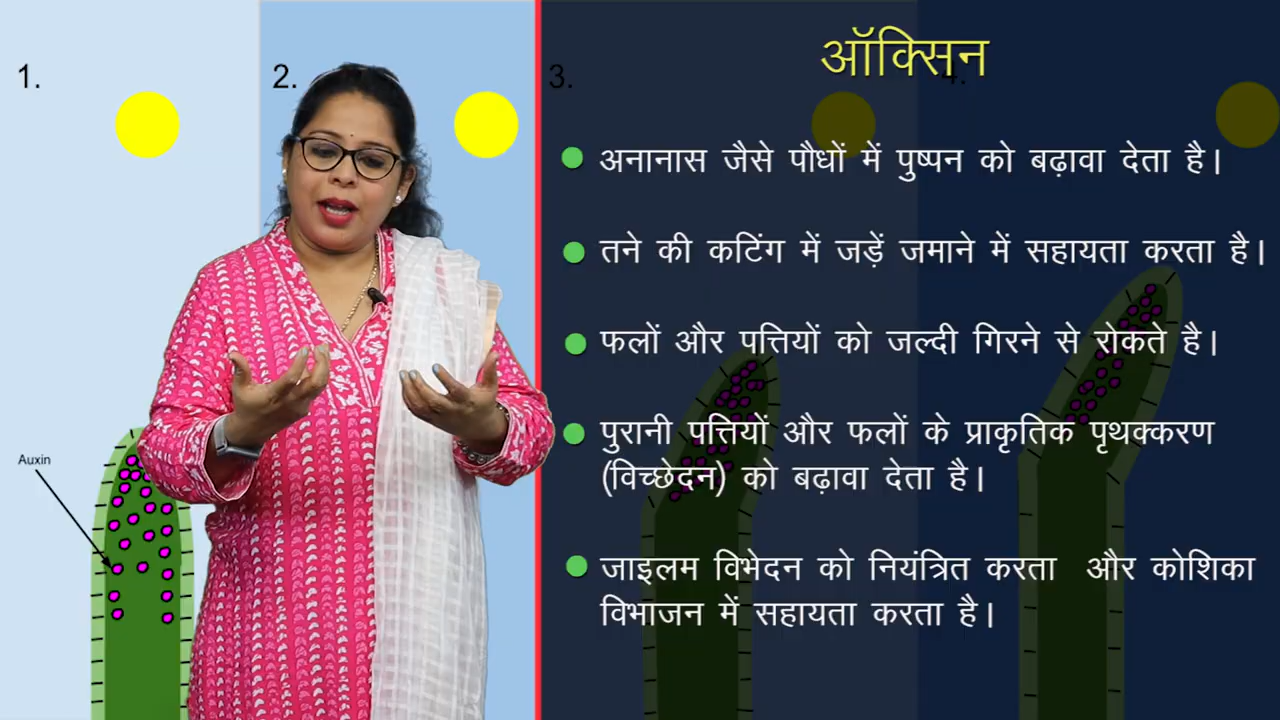 1.
2.
3.
4.
ऑक्सिन
अनानास जैसे पौधों में पुष्पन को बढ़ावा देता है।
तने की कटिंग में जड़ें जमाने में सहायता करता है।
फलों और पत्तियों को जल्दी गिरने से रोकते है।
पुरानी पत्तियों और फलों के प्राकृतिक पृथक्करण
(विच्छेदन) को बढ़ावा देता है।
जाइलम विभेदन को नियंत्रित करता और कोशिका
विभाजन में सहायता करता है।
Auxin